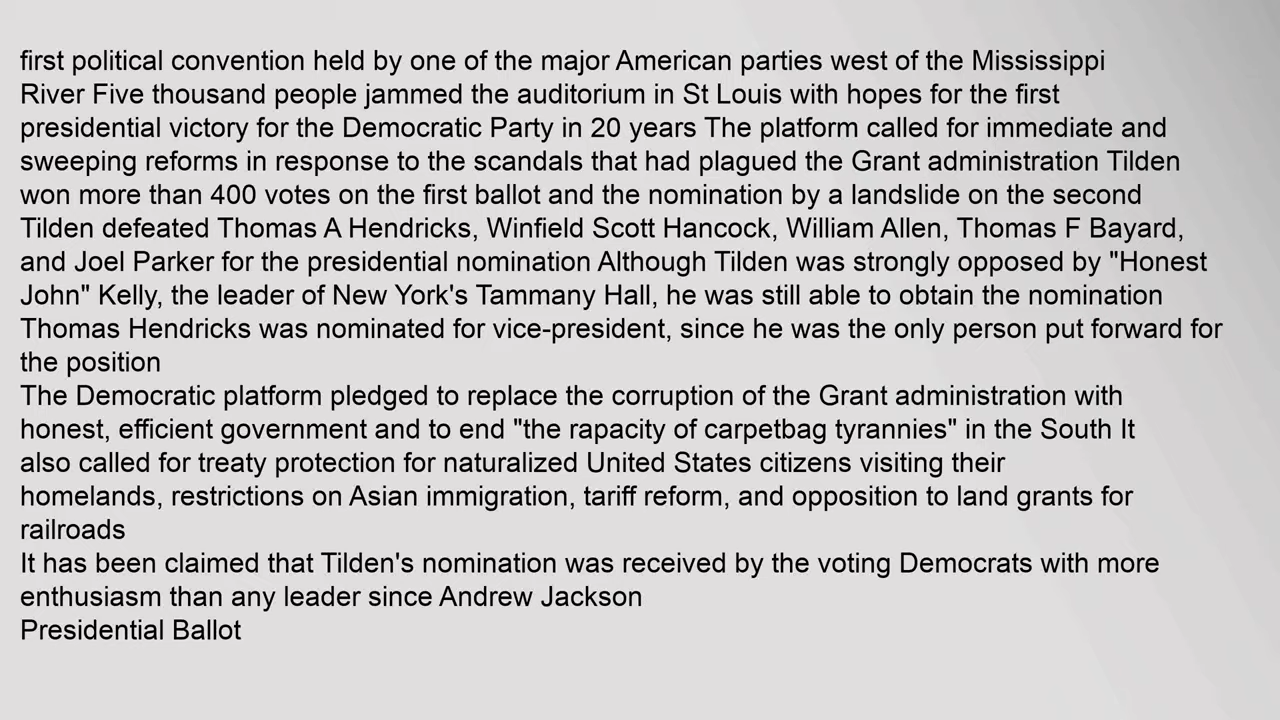 first political convention held by one of the major American parties west of the Mississippi
River Five thousand people jammed the auditorium in St Louis with hopes for the first
presidential victory for the Democratic Party in 20 years The platform called for immediate and
sweeping reforms in response to the scandals that had plagued the Grant administration Tilden
won more than 400 votes on the first ballot and the nomination by a landslide on the second
Tilden defeated Thomas A Hendricks, Winfield Scott Hancock, William Allen, Thomas F Bayard,
and Joel Parker for the presidential nomination Although Tilden was strongly opposed by "Honest
John" Kelly, the leader of New York's Tammany Hall, he was still able to obtain the nomination
Thomas Hendricks was nominated for vice-president, since he was the only person put forward for
the position
The Democratic platform pledged to replace the corruption of the Grant administration with
honest, efficient government and to end "the rapacity of carpetbag tyrannies" in the South It
also called for treaty protection for naturalized United States citizens visiting their
homelands, restrictions on Asian immigration, tariff reform, and opposition to land grants for
railroads
It has been claimed that Tilden's nomination was received by the voting Democrats with more
enthusiasm than any leader since Andrew Jackson
Presidential Ballot